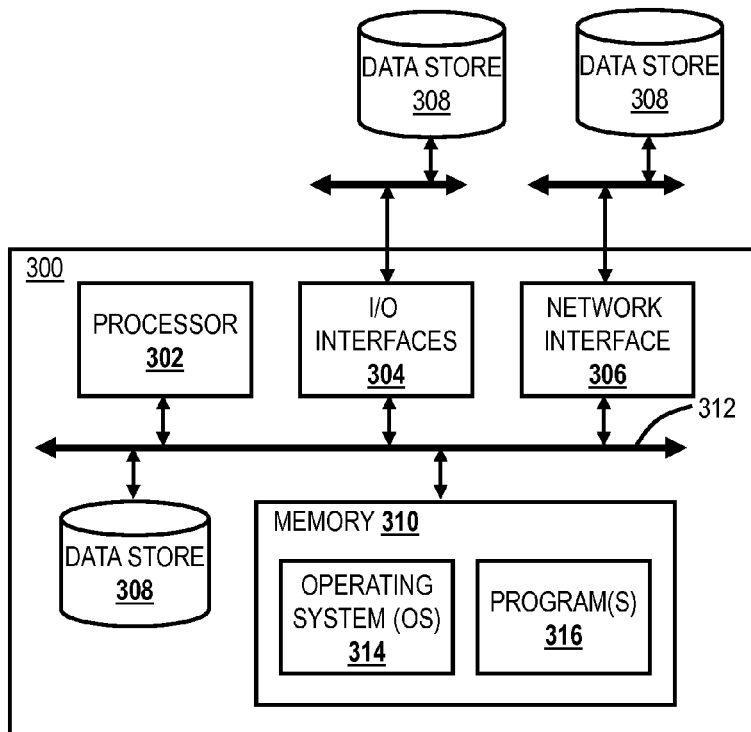 DATA STORE
308
DATA STORE
308
300
PROCESSOR
302
I/O
INTERFACES
304
NETWORK
INTERFACE
306
312
DATA STORE
308
MEMORY 310
OPERATING
SYSTEM (OS)
314
PROGRAM(S)
316